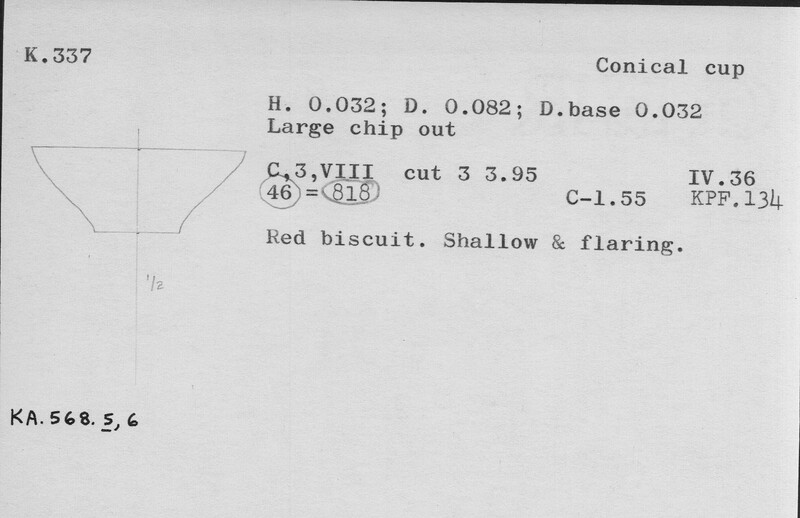 K.337
Conical cup
H. 0.032; D. 0.082; D.base 0.032
Large chip out
C,3,VIII cut 3 3.95 IV.36
46 = 818 C-1.55 KPF.134
Red biscuit. Shallow & flaring.
1/2
KA.568.5,6